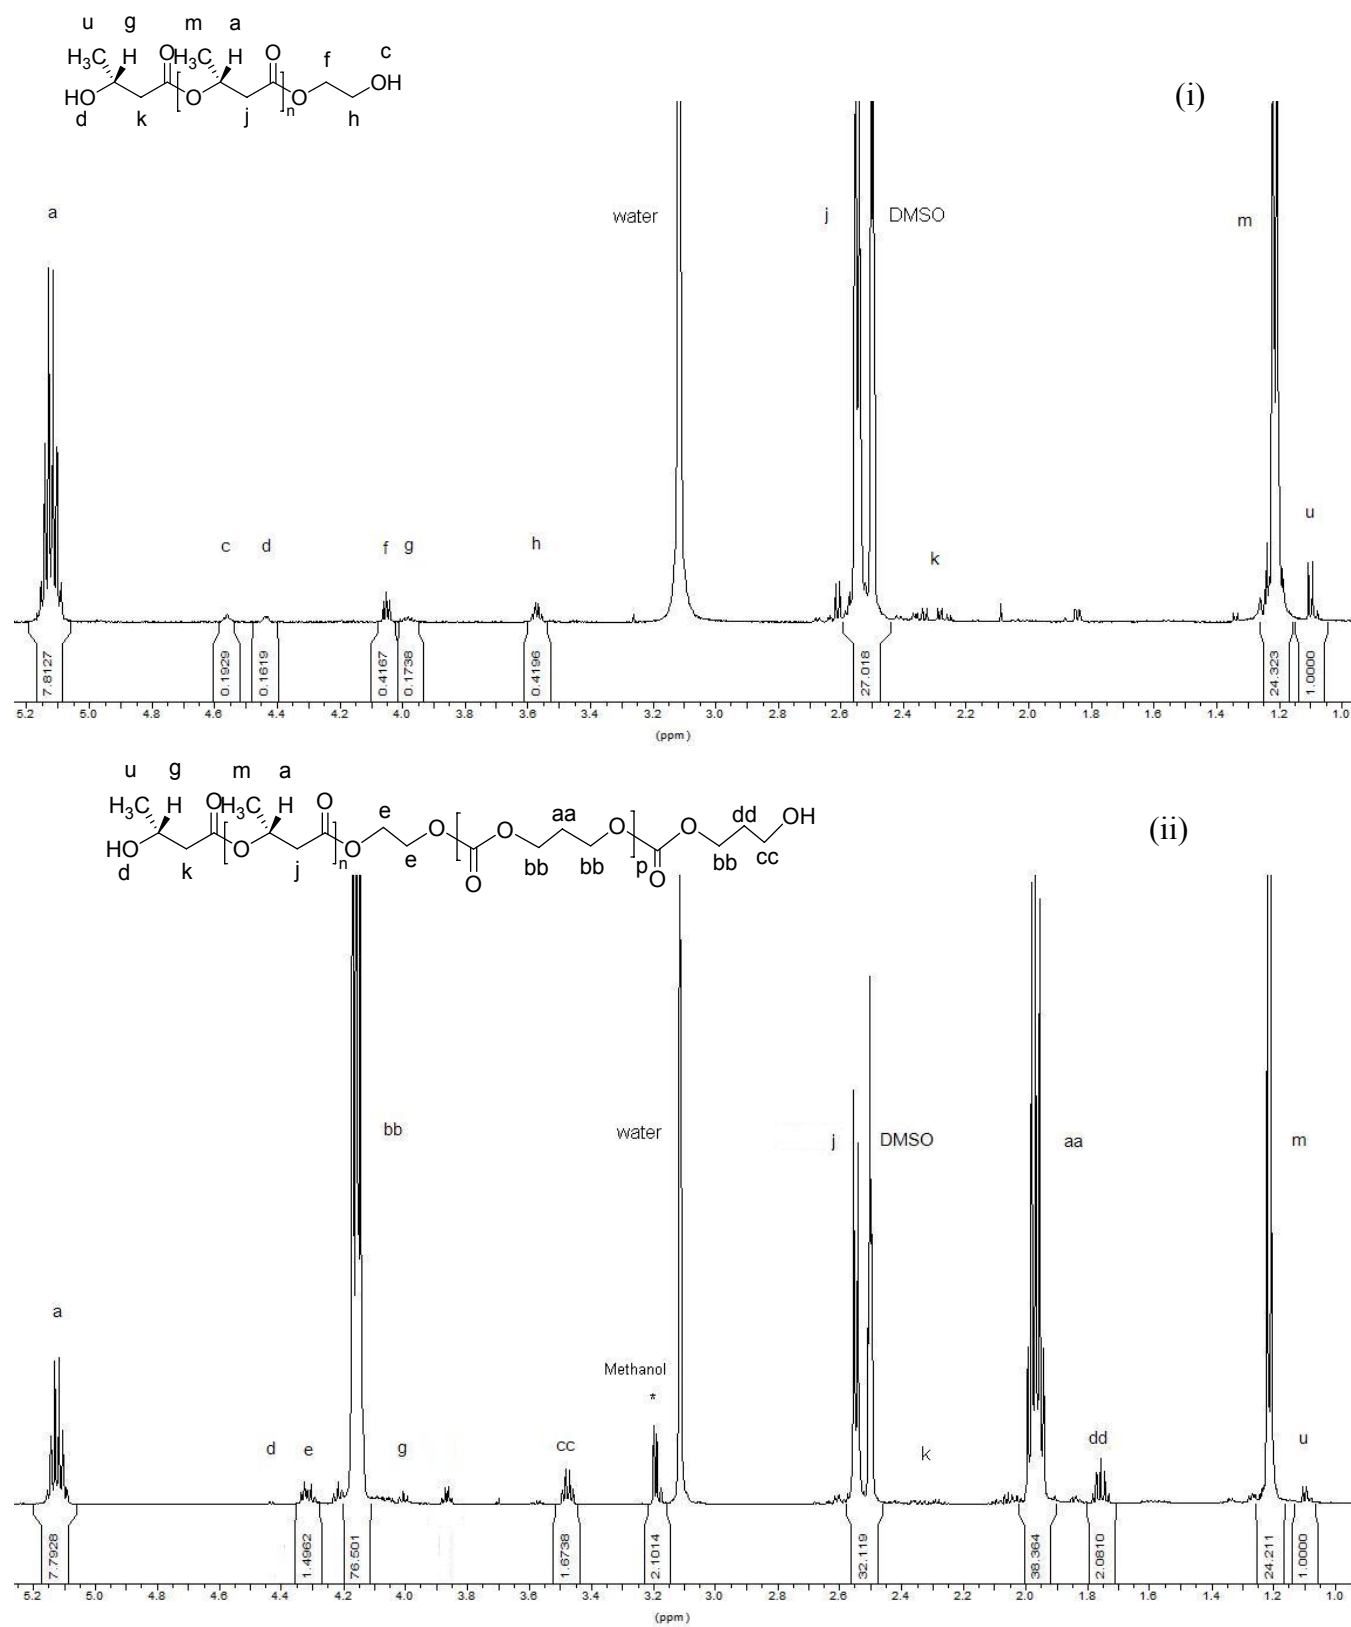 u g m a
H₃C H O H₃C H O f c
HO O O OH
d k [ j ]n h
(i)
a water j DMSO m
c d f g h k u
7.8127 0.1929 0.1619 0.4167 0.1738 0.4196 27.018 24.323 1.0000
5.2 5.0 4.8 4.6 4.4 4.2 4.0 3.8 3.6 3.4 3.2 3.0 2.8 2.6 2.4 2.2 2.0 1.8 1.6 1.4 1.2 1.0
(ppm)
u g m a
H₃C H O H₃C H O e aa dd OH
HO O O O O O O O
d k [ j ]n e [ O bb bb ]p O bb cc
(ii)
bb water j DMSO aa m
a Methanol
*
d e g cc k dd u
7.7928 1.4962 76.501 1.6738 2.1014 32.119 38.364 2.0810 24.211 1.0000
5.2 5.0 4.8 4.6 4.4 4.2 4.0 3.8 3.6 3.4 3.2 3.0 2.8 2.6 2.4 2.2 2.0 1.8 1.6 1.4 1.2 1.0
(ppm)